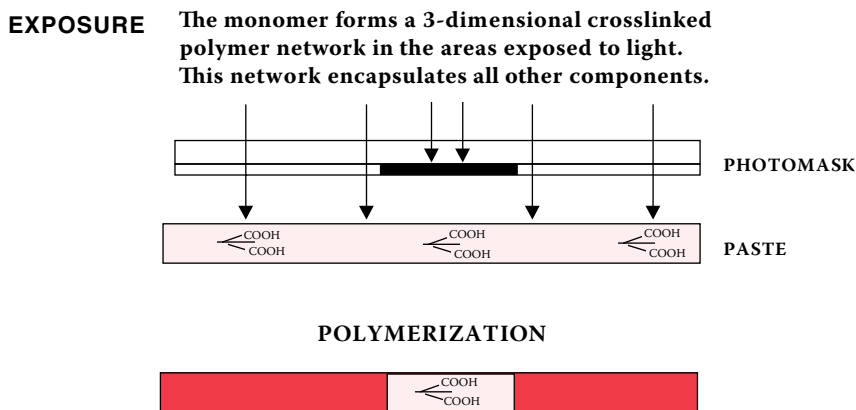 EXPOSURE
The monomer forms a 3-dimensional crosslinked
polymer network in the areas exposed to light.
This network encapsulates all other components.
PHOTOMASK
COOH
COOH
COOH
COOH
COOH
COOH
PASTE
POLYMERIZATION
COOH
COOH